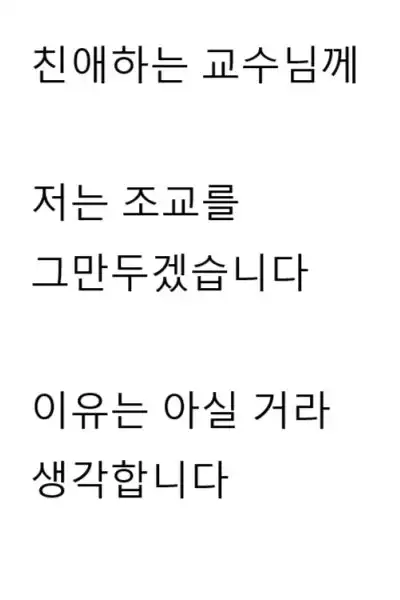 친애하는 교수님께
저는 조교를
그만두겠습니다
이유는 아실 거라
생각합니다